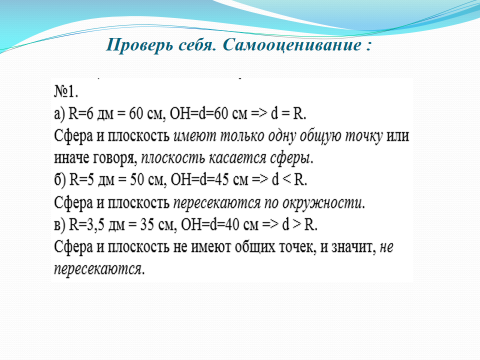 Проверь себя. Самооценивание :
№1.
а) R=6 дм = 60 см, OH=d=60 см => d = R.
Сфера и плоскость имеют только одну общую точку или
иначе говоря, плоскость касается сферы.
б) R=5 дм = 50 см, OH=d=45 см => d < R.
Сфера и плоскость пересекаются по окружности.
в) R=3,5 дм = 35 см, OH=d=40 см => d > R.
Сфера и плоскость не имеют общих точек, и значит, не
пересекаются.